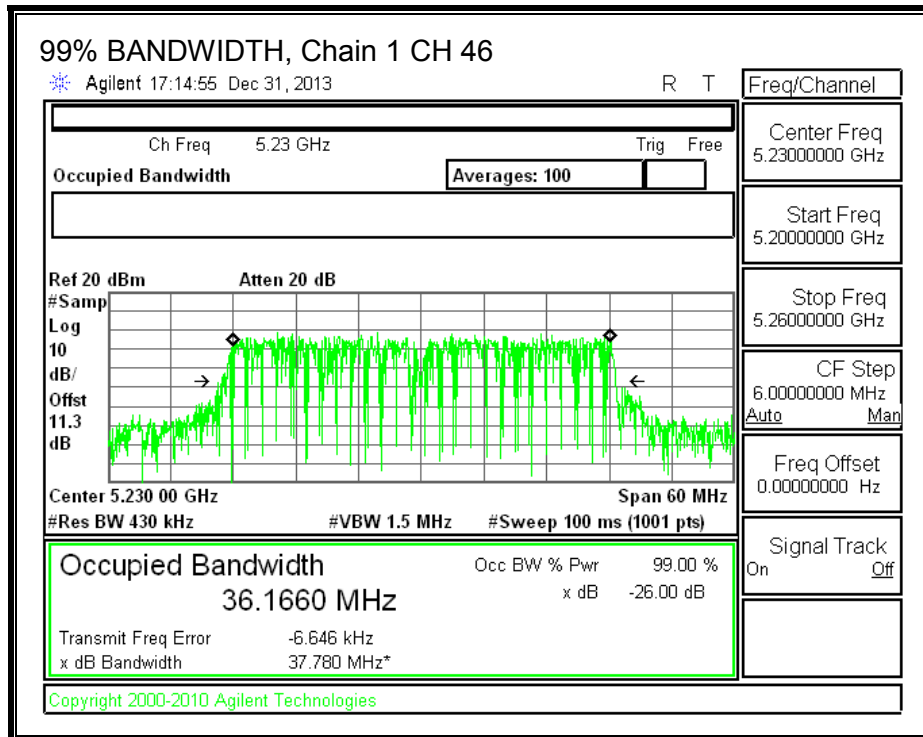 99% BANDWIDTH, Chain 1 CH 46
Agilent 17:14:55 Dec 31, 2013 R T
Ch Freq 5.23 GHz Trig Free
Occupied Bandwidth Averages: 100
Ref 20 dBm Atten 20 dB
#Samp
Log
10
dB/
Offst
11.3
dB
Center 5.230 00 GHz Span 60 MHz
#Res BW 430 kHz #VBW 1.5 MHz #Sweep 100 ms (1001 pts)
Occupied Bandwidth Occ BW % Pwr 99.00 %
36.1660 MHz x dB -26.00 dB
Transmit Freq Error -6.646 kHz
x dB Bandwidth 37.780 MHz*
Copyright 2000-2010 Agilent Technologies
Freq/Channel
Center Freq
5.23000000 GHz
Start Freq
5.20000000 GHz
Stop Freq
5.26000000 GHz
CF Step
6.00000000 MHz
Auto Man
Freq Offset
0.00000000 Hz
Signal Track
On Off